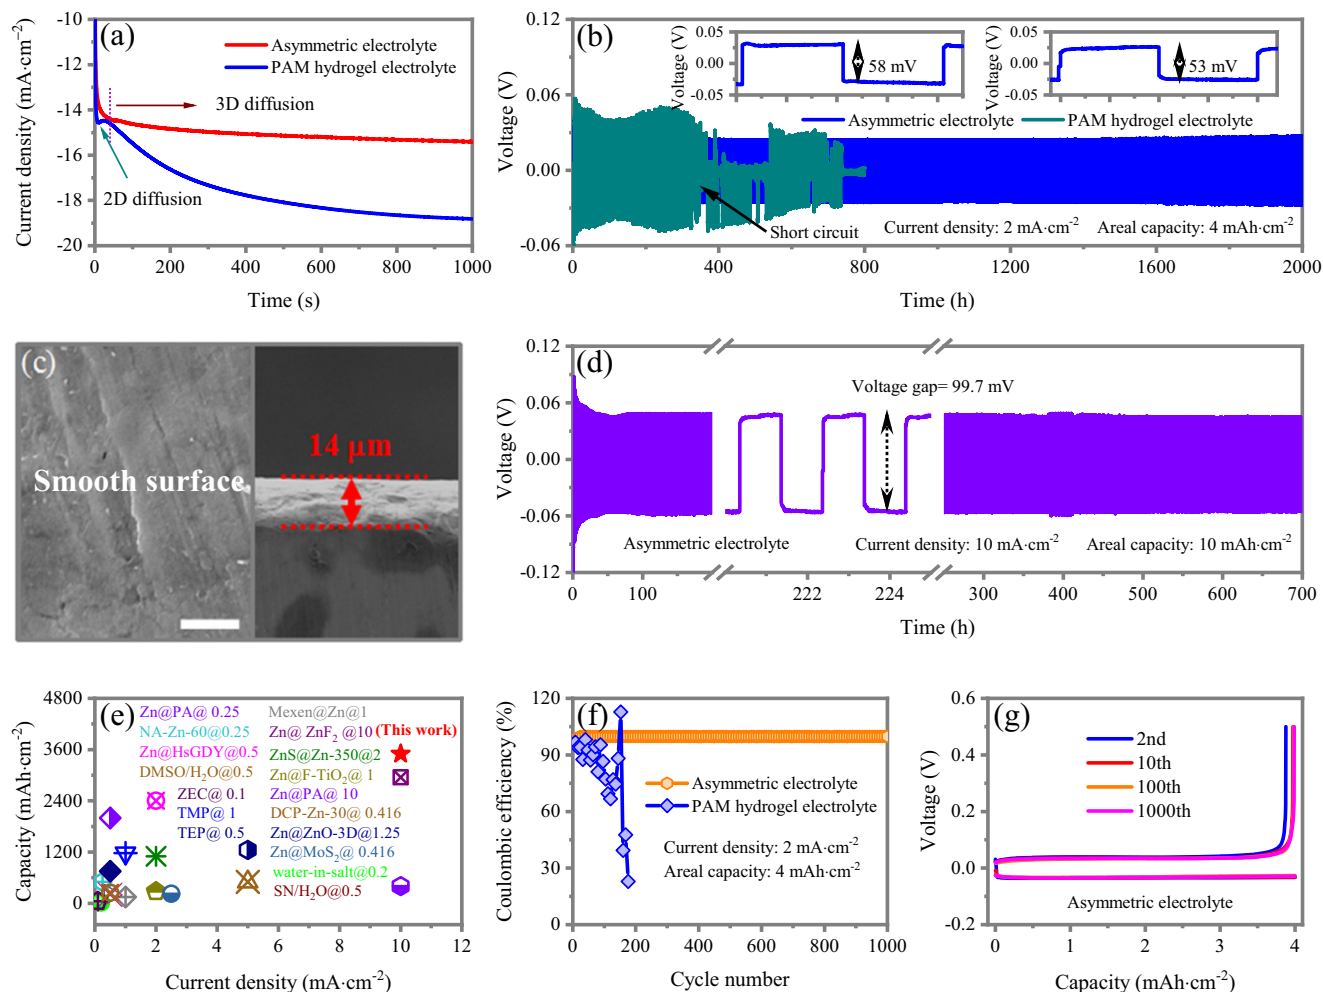 (a)
Current density (mA·cm⁻²)
-10
-12
-14
-16
-18
-20
Asymmetric electrolyte
PAM hydrogel electrolyte
3D diffusion
2D diffusion
0 200 400 600 800 1000
Time (s)
(b)
Voltage (V)
0.12
0.06
0.00
-0.06
Voltage (V)
0.05
0.00
-0.05
58 mV
Voltage (V)
0.05
0.00
-0.05
53 mV
Asymmetric electrolyte
PAM hydrogel electrolyte
Short circuit
Current density: 2 mA·cm⁻²
Areal capacity: 4 mAh·cm⁻²
0 400 800 1200 1600 2000
Time (h)
(c)
Smooth surface
14 μm
(d)
Voltage (V)
0.12
0.06
0.00
-0.06
-0.12
Voltage gap= 99.7 mV
Asymmetric electrolyte
Current density: 10 mA·cm⁻²
Areal capacity: 10 mAh·cm⁻²
0 100 222 224 300 400 500 600 700
Time (h)
(e)
Capacity (mAh·cm⁻²)
4800
3600
2400
1200
0
Zn@PA@ 0.25
NA-Zn-60@0.25
Zn@HsGDY@0.5
DMSO/H₂O@0.5
ZEC@ 0.1
TMP@ 1
TEP@ 0.5
Mexen@Zn@1
Zn@ ZnF₂ @10
(This work)
ZnS@Zn-350@2
Zn@F-TiO₂@ 1
Zn@PA@ 10
DCP-Zn-30@ 0.416
Zn@ZnO-3D@1.25
Zn@MoS₂@ 0.416
water-in-salt@0.2
SN/H₂O@0.5
0 2 4 6 8 10 12
Current density (mA·cm⁻²)
(f)
Coulombic efficiency (%)
120
90
60
30
0
Asymmetric electrolyte
PAM hydrogel electrolyte
Current density: 2 mA·cm⁻²
Areal capacity: 4 mAh·cm⁻²
0 200 400 600 800 1000
Cycle number
(g)
Voltage (V)
0.6
0.4
0.2
0.0
-0.2
2nd
10th
100th
1000th
Asymmetric electrolyte
0 1 2 3 4
Capacity (mAh·cm⁻²)